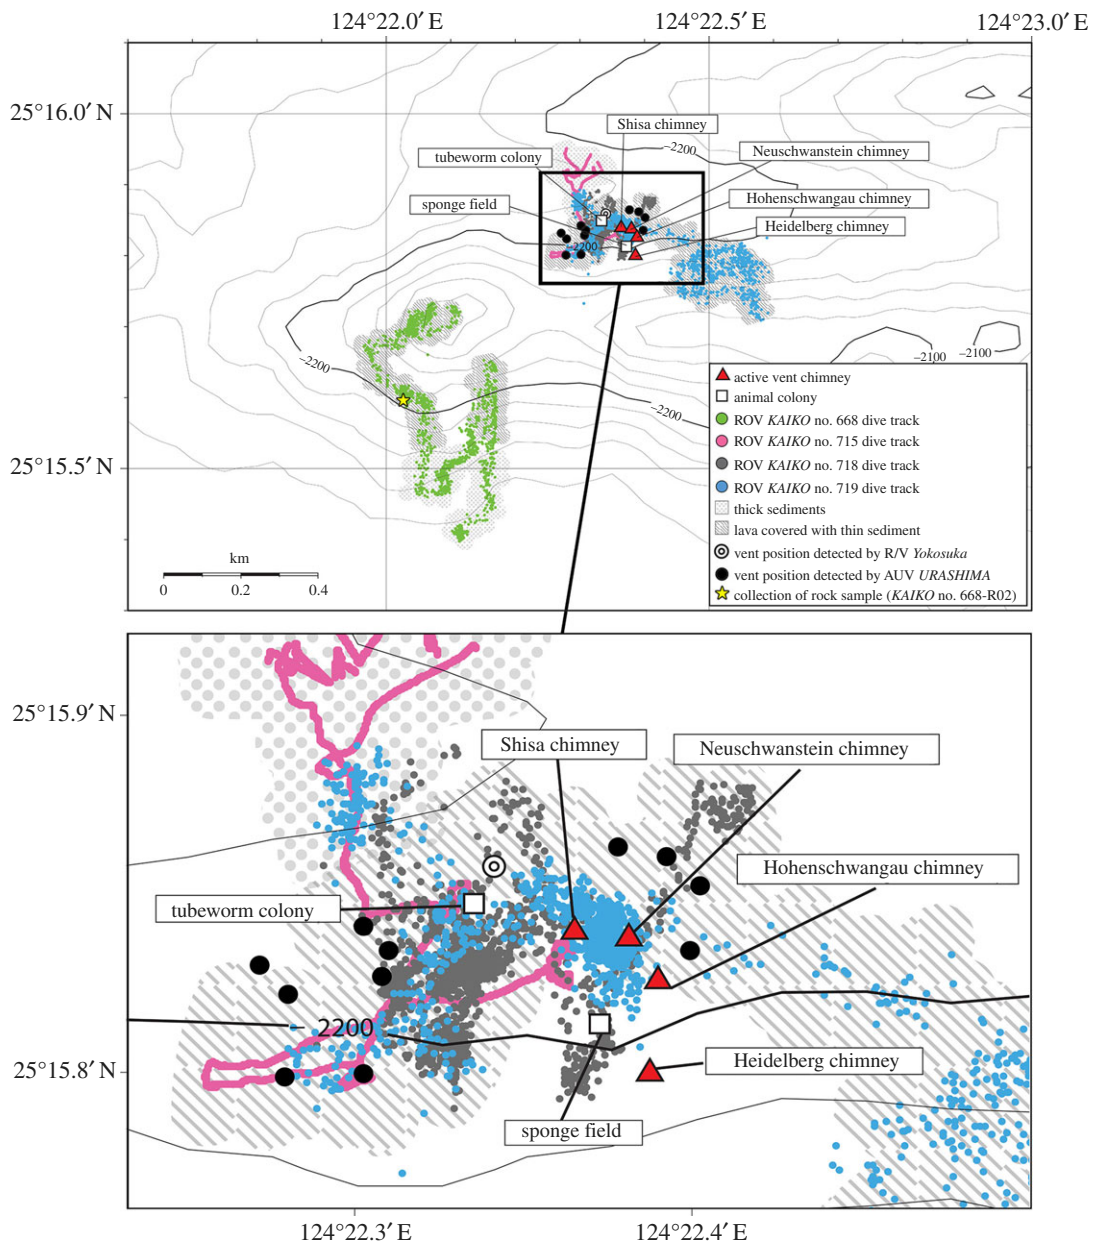 124°22.0′ E
124°22.5′ E
124°23.0′ E
25°16.0′ N
Shisa chimney
−2200
Neuschwanstein chimney
tubeworm colony
Hohenschwangau chimney
sponge field
Heidelberg chimney
−2200
−2200
−2100
−2100
−2200
25°15.5′ N
active vent chimney
animal colony
ROV KAIKO no. 668 dive track
ROV KAIKO no. 715 dive track
ROV KAIKO no. 718 dive track
ROV KAIKO no. 719 dive track
thick sediments
lava covered with thin sediment
vent position detected by R/V Yokosuka
vent position detected by AUV URASHIMA
collection of rock sample (KAIKO no. 668-R02)
km
0 0.2 0.4
25°15.9′ N
Shisa chimney
Neuschwanstein chimney
Hohenschwangau chimney
tubeworm colony
− 2200
25°15.8′ N
Heidelberg chimney
sponge field
124°22.3′ E
124°22.4′ E